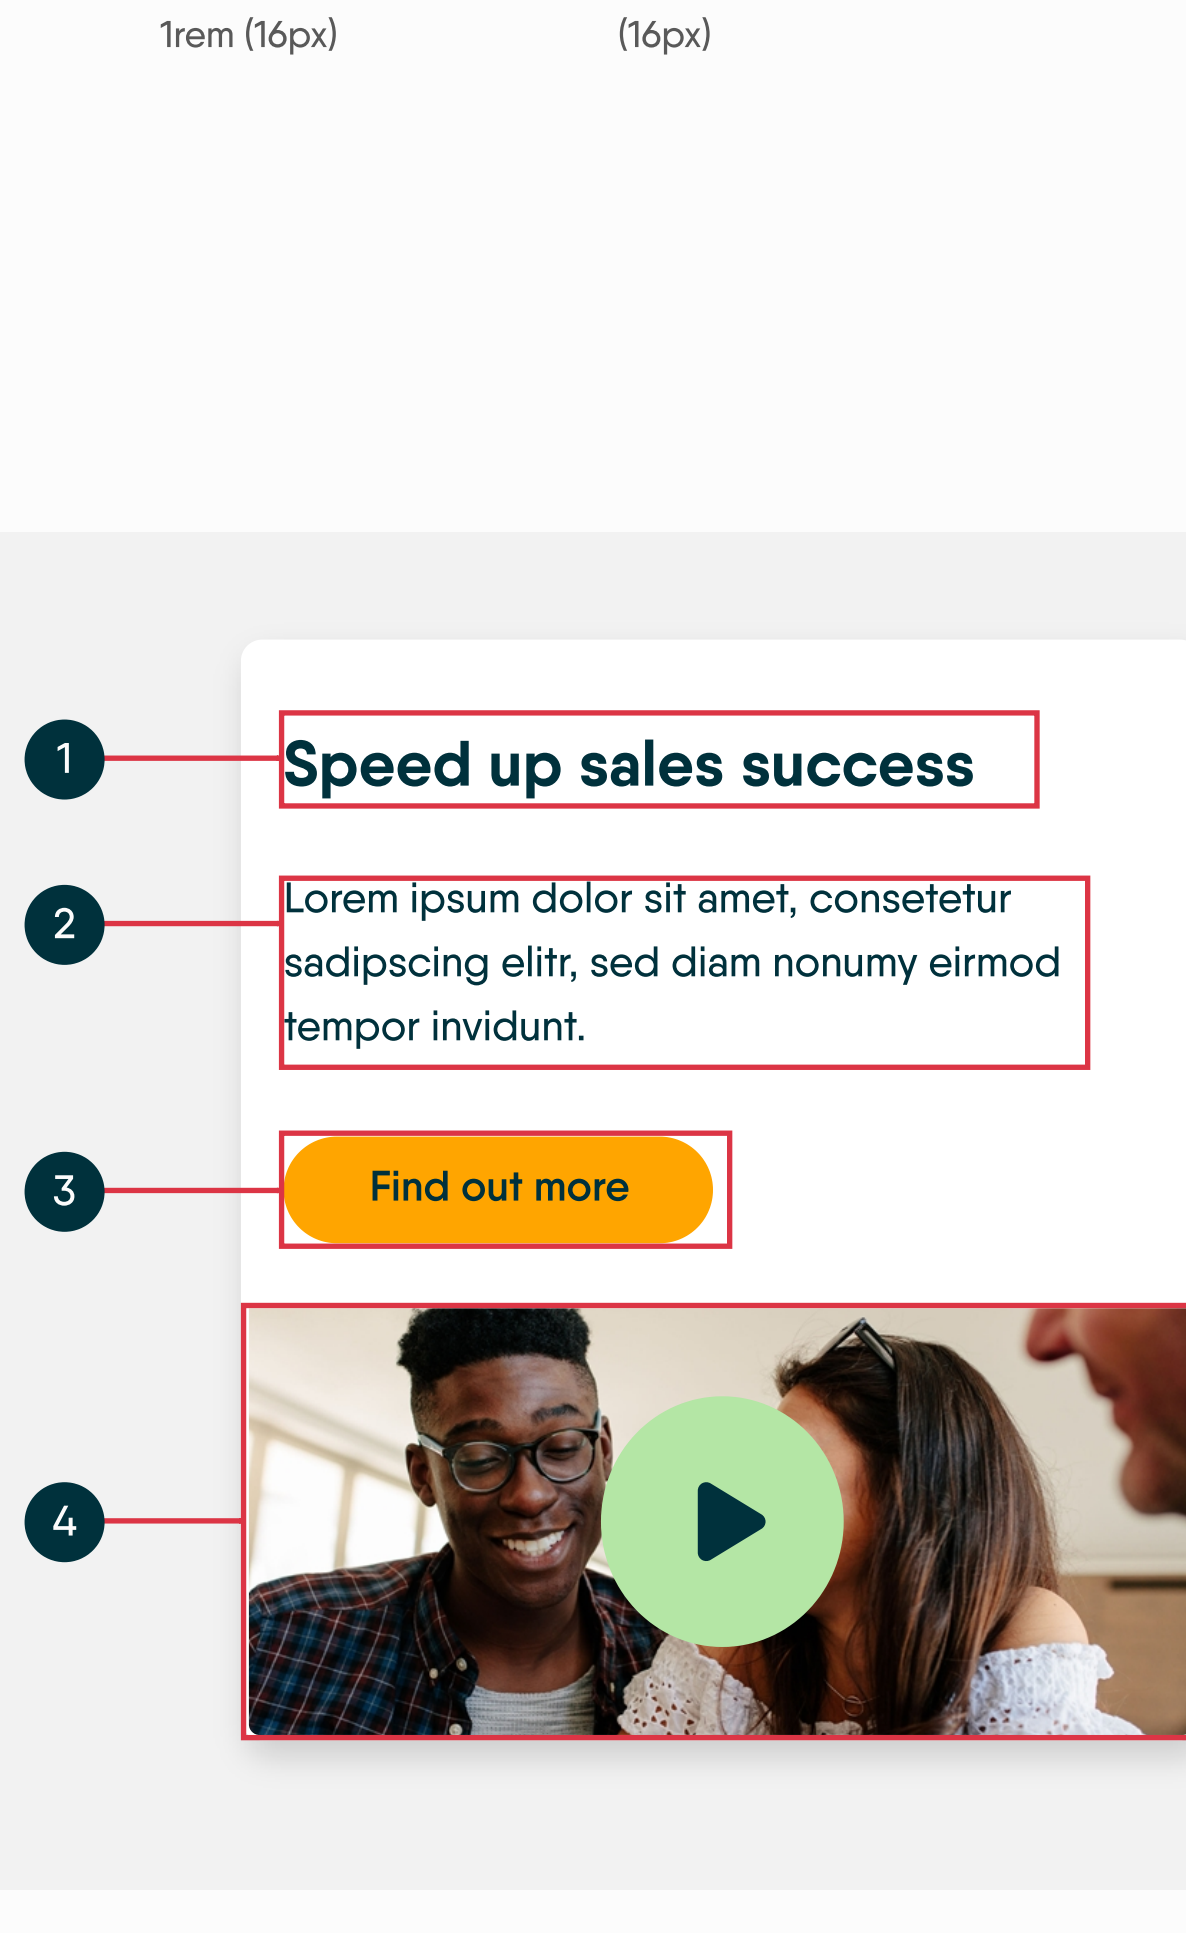 1rem (16px) (16px)
1 Speed up sales success
2 Lorem ipsum dolor sit amet, consetetur
sadipscing elitr, sed diam nonumy eirmod
tempor invidunt.
3 Find out more
4